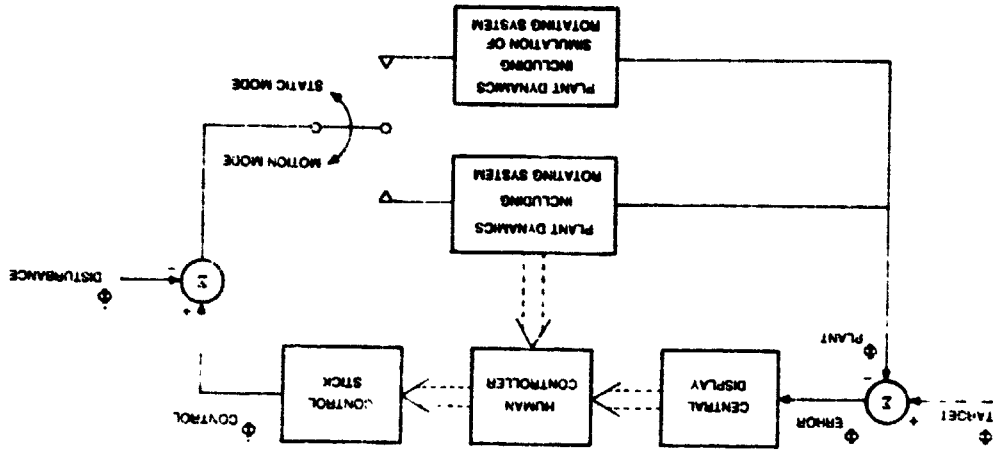 Φ
TARGET
+
Σ
-
Φ
ERROR
CENTRAL
DISPLAY
HUMAN
CONTROLLER
CONTROL
STICK
Φ̇
CONTROL
Φ
PLANT
+
Σ
-
Φ̇
DISTURBANCE
PLANT DYNAMICS
INCLUDING
ROTATING SYSTEM
MOTION MODE
STATIC MODE
PLANT DYNAMICS
INCLUDING
SIMULATION OF
ROTATING SYSTEM